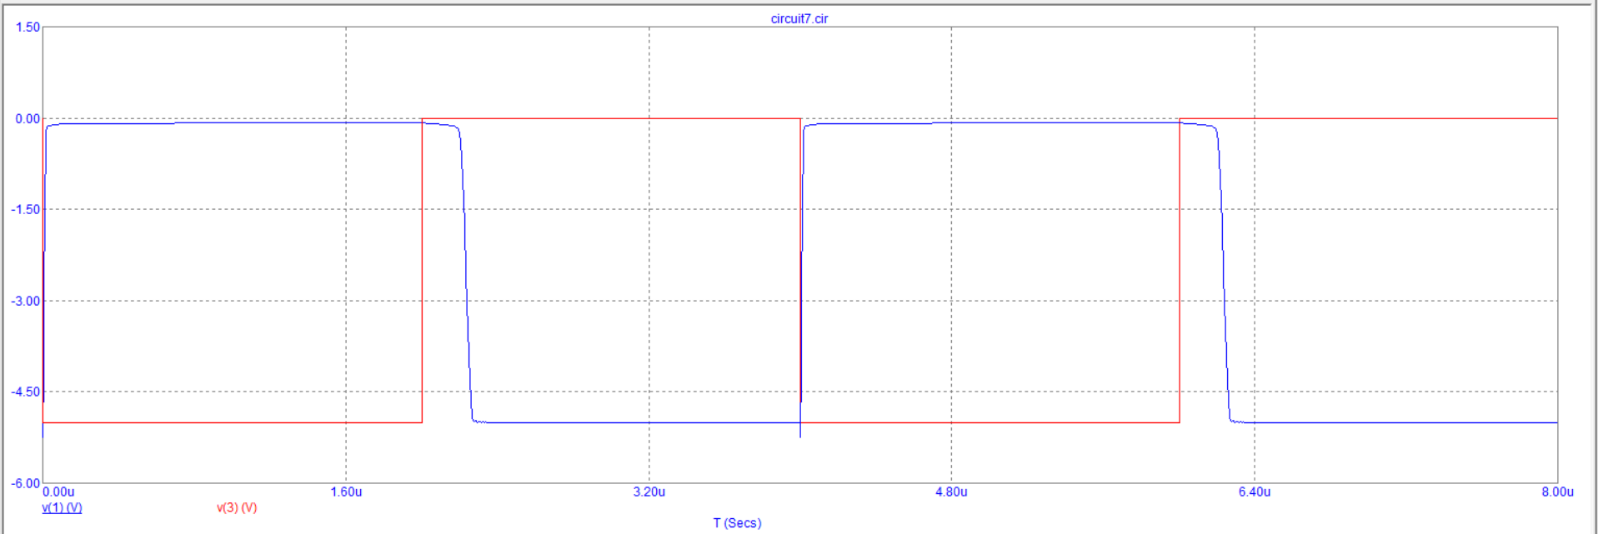 circuit7.cir
1.50
0.00
-1.50
-3.00
-4.50
-6.00
0.00u 1.60u 3.20u 4.80u 6.40u 8.00u
v(1) (V) v(3) (V)
T (Secs)